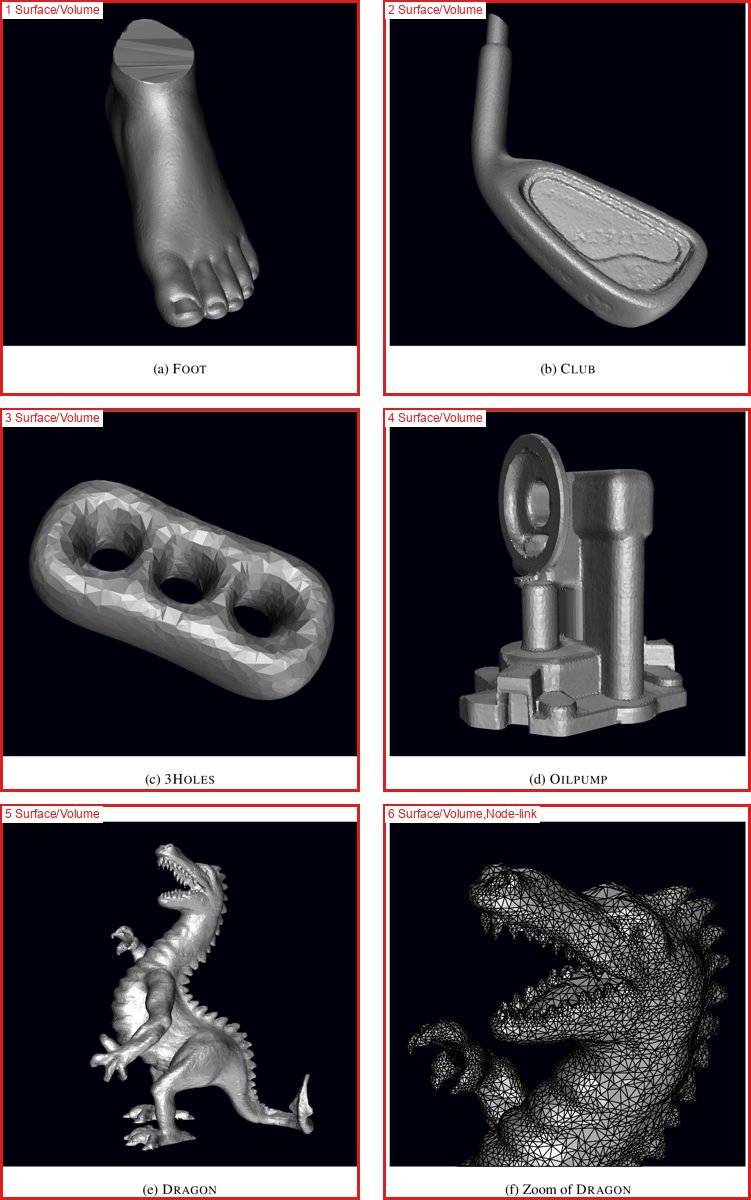 1 Surface/Volume
2 Surface/Volume
(a) FOOT
(b) CLUB
3 Surface/Volume
4 Surface/Volume
(c) 3HOLES
(d) OILPUMP
5 Surface/Volume
6 Surface/Volume,Node-link
(e) DRAGON
(f) Zoom of DRAGON